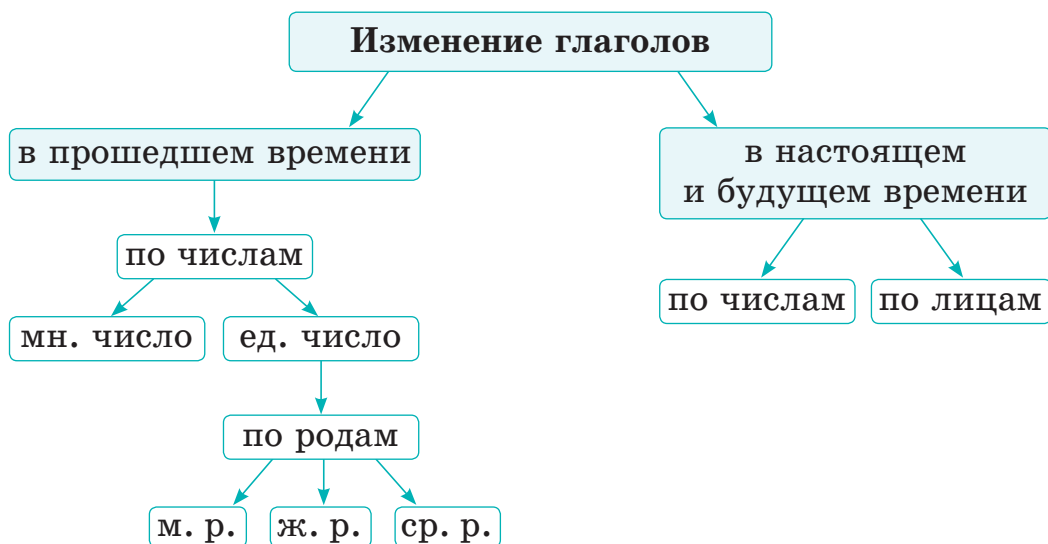 Изменение глаголов
в прошедшем времени
в настоящем
и будущем времени
по числам
по числам
по лицам
мн. число
ед. число
по родам
м. р.
ж. р.
ср. р.